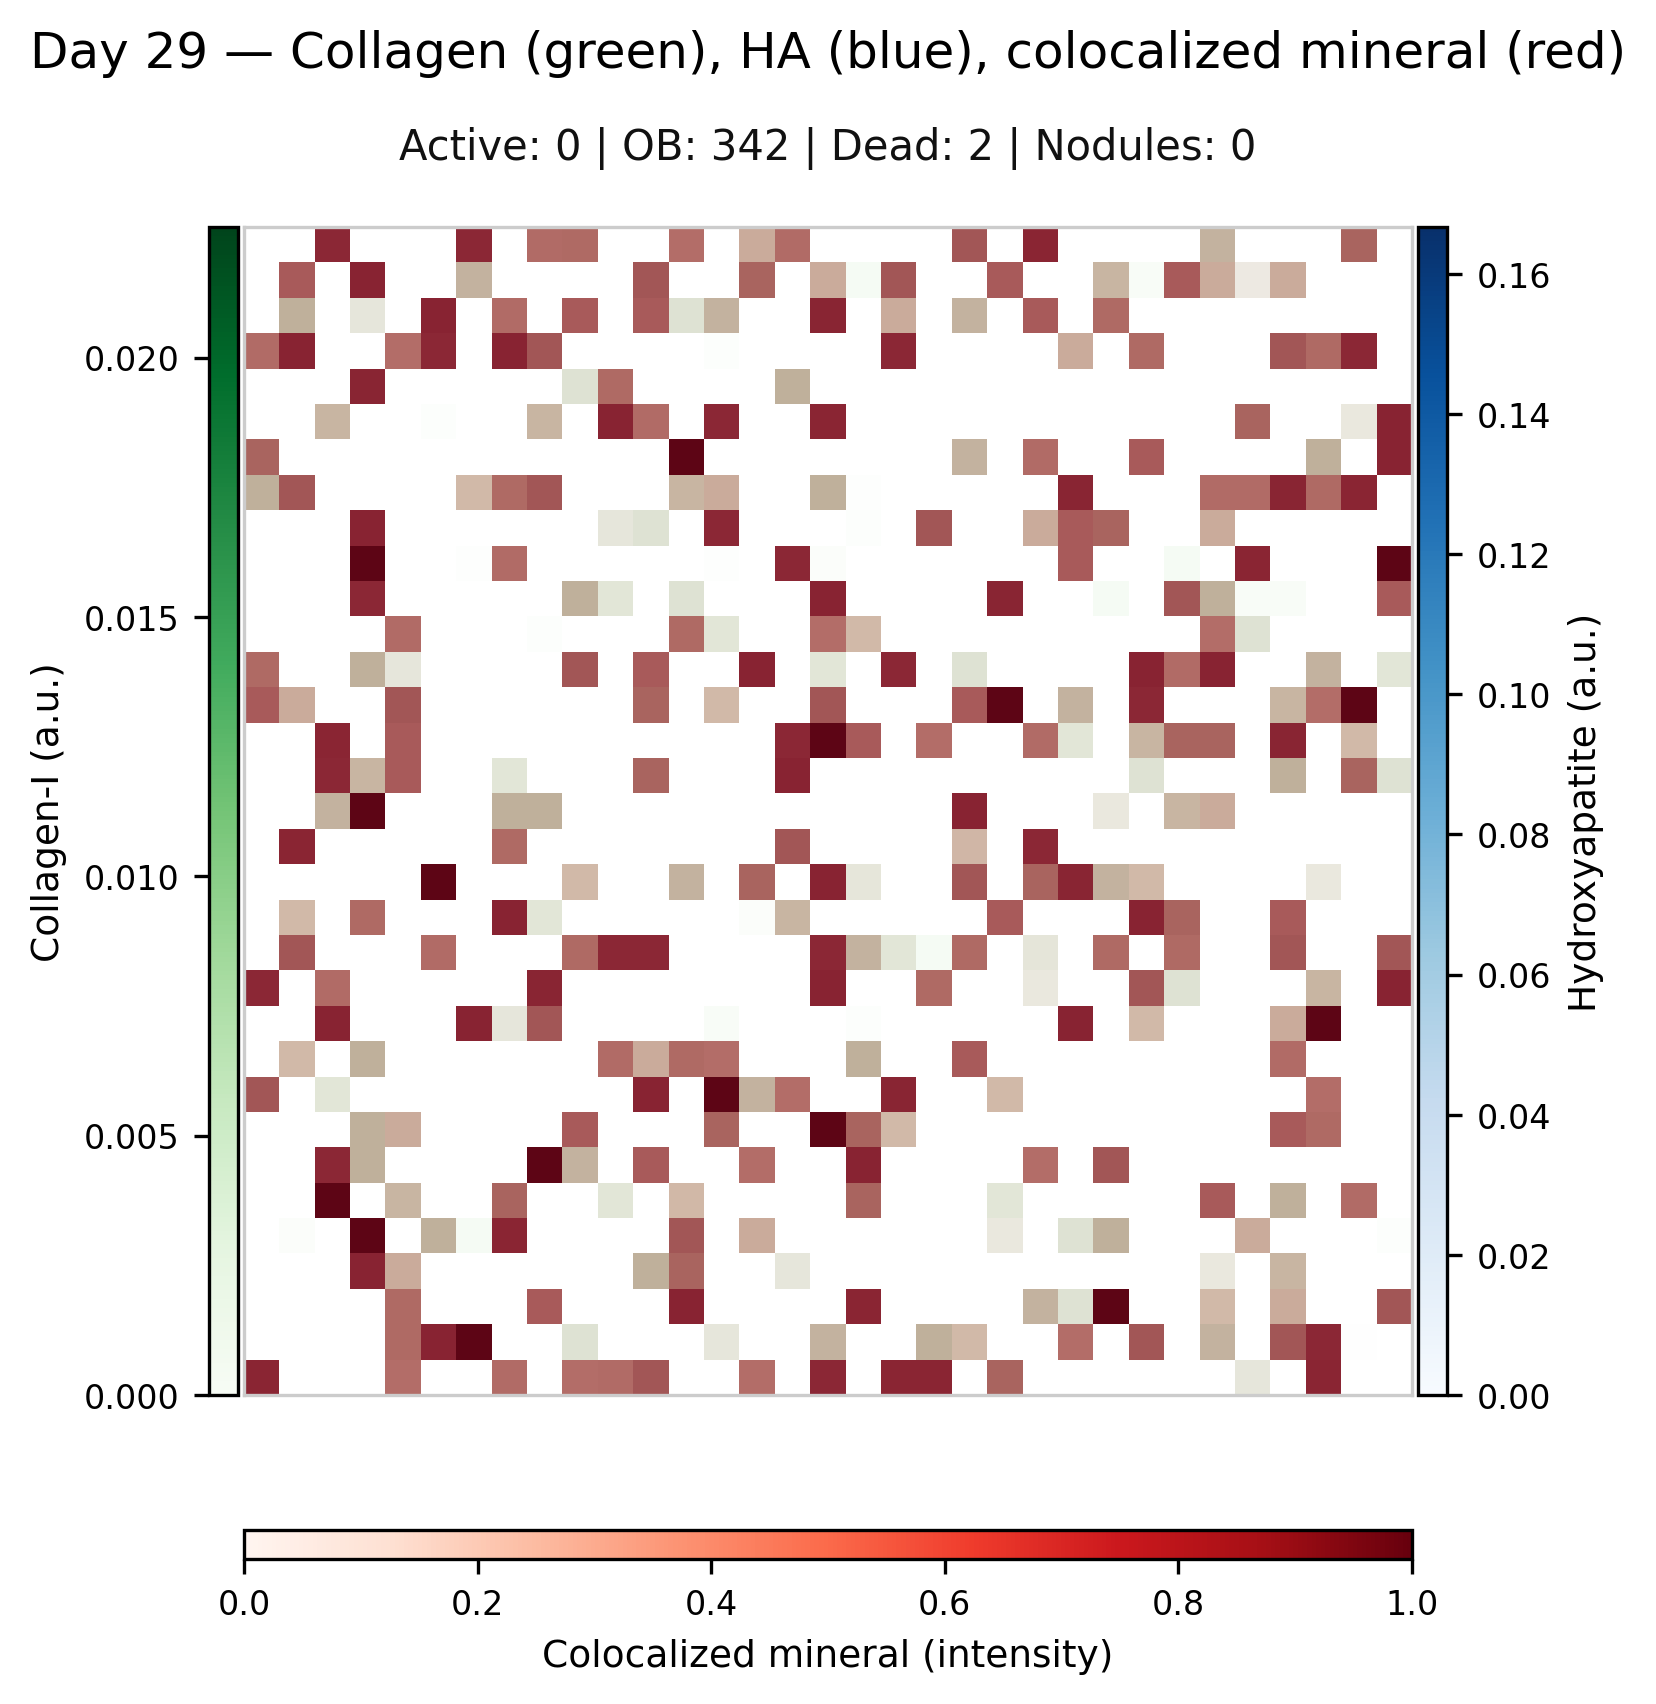 Day 29 — Collagen (green), HA (blue), colocalized mineral (red)
Active: 0 | OB: 342 | Dead: 2 | Nodules: 0
Collagen-I (a.u.)
0.020
0.015
0.010
0.005
0.000
0.16
0.14
0.12
0.10
0.08
0.06
0.04
0.02
0.00
Hydroxyapatite (a.u.)
0.0 0.2 0.4 0.6 0.8 1.0
Colocalized mineral (intensity)